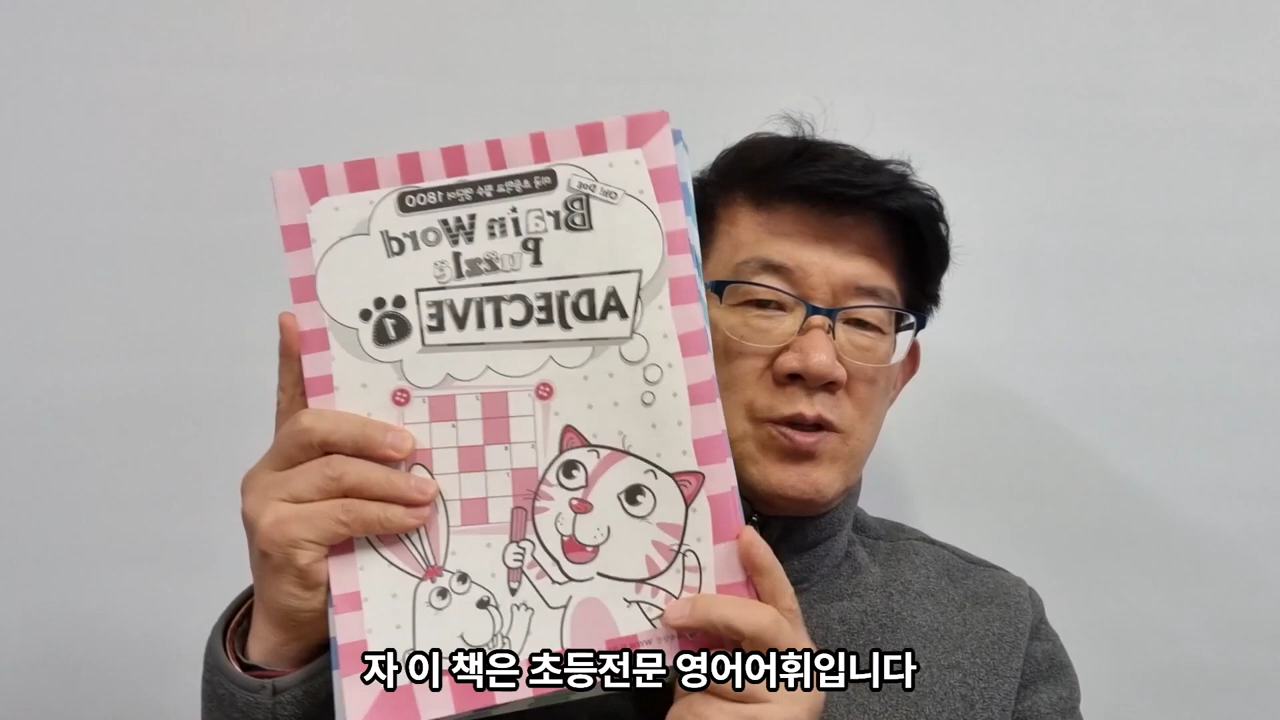 미국 초등학교 필수 영단어 1800
Oh! Dot
Brain Word
Puzzle
ADJECTIVE 1
자 이 책은 초등전문 영어어휘입니다